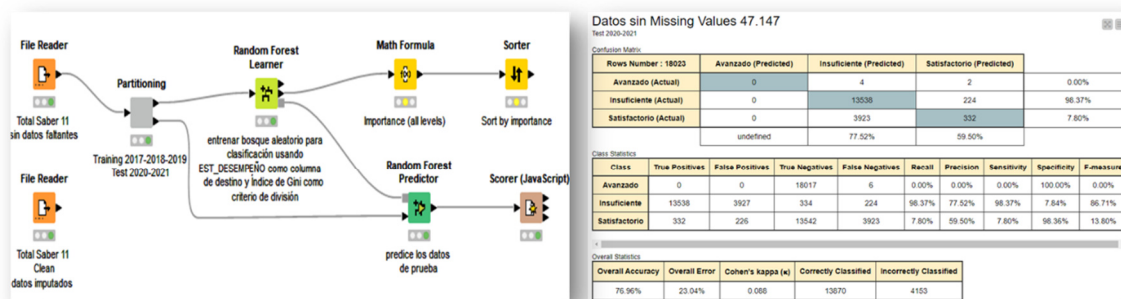 File Reader
Total Saber 11
sin datos faltantes
Partitioning
Training 2017-2018-2019
Test 2020-2021
Random Forest
Learner
entrenar bosque aleatorio para
clasificación usando
EST_DESEMPEÑO como columna
de destino y Índice de Gini como
criterio de división
Math Formula
Importance (all levels)
Sorter
Sort by importance
Random Forest
Predictor
predice los datos
de prueba
Scorer (JavaScript)
File Reader
Total Saber 11
Clean
datos imputados
Datos sin Missing Values 47.147
Test 2020-2021
Confusion Matrix
Rows Number : 18023 Avanzado (Predicted) Insuficiente (Predicted) Satisfactorio (Predicted)
Avanzado (Actual) 0 4 2 0.00%
Insuficiente (Actual) 0 13538 224 98.37%
Satisfactorio (Actual) 0 3923 332 7.80%
undefined 77.52% 59.50%
Class Statistics
Class True Positives False Positives True Negatives False Negatives Recall Precision Sensitivity Specificity F-measure
Avanzado 0 0 18017 6 0.00% 0.00% 0.00% 100.00% 0.00%
Insuficiente 13538 3927 334 224 98.37% 77.52% 98.37% 7.84% 86.71%
Satisfactorio 332 226 13542 3923 7.80% 59.50% 7.80% 98.36% 13.80%
Overall Statistics
Overall Accuracy Overall Error Cohen's kappa (κ) Correctly Classified Incorrectly Classified
76.96% 23.04% 0.088 13870 4153